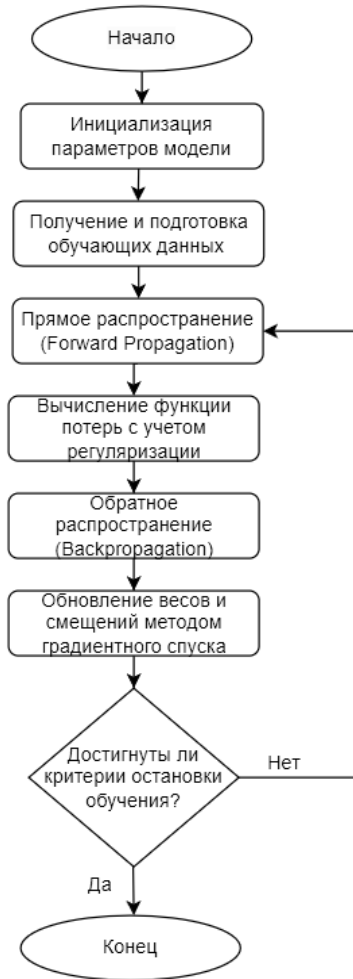 Начало
Инициализация
параметров модели
Получение и подготовка
обучающих данных
Прямое распространение
(Forward Propagation)
Вычисление функции
потерь с учетом
регуляризации
Обратное
распространение
(Backpropagation)
Обновление весов и
смещений методом
градиентного спуска
Достигнуты ли
критерии остановки
обучения?
Нет
Да
Конец